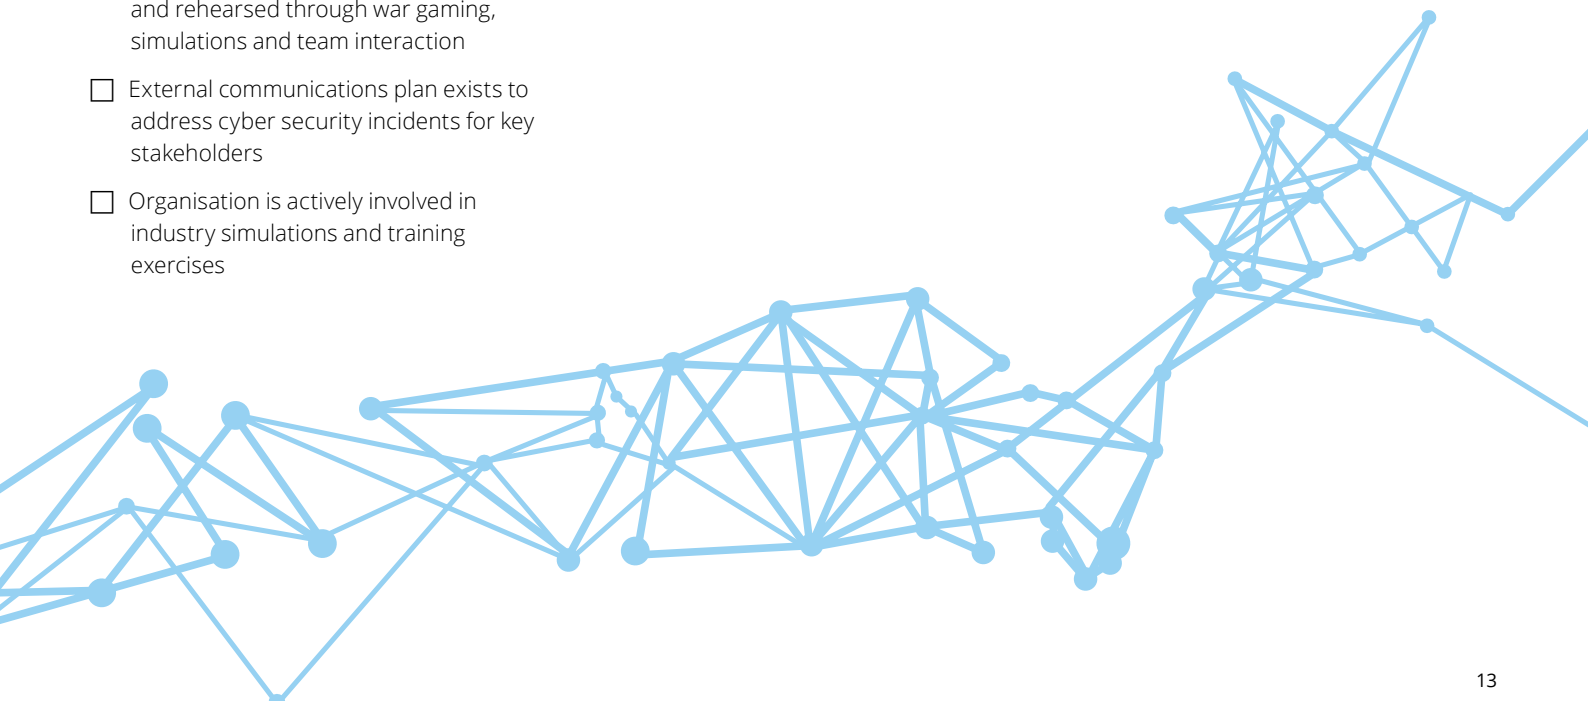 and rehearsed through war gaming,
simulations and team interaction
☐ External communications plan exists to
address cyber security incidents for key
stakeholders
☐ Organisation is actively involved in
industry simulations and training
exercises
13